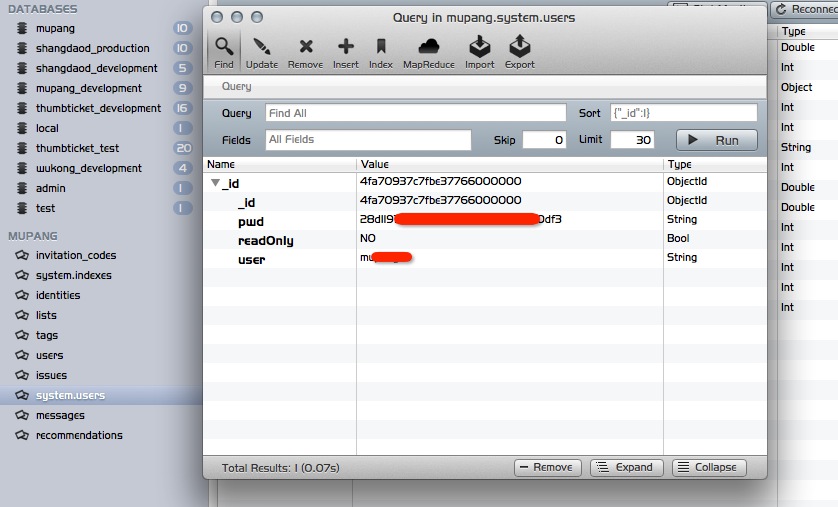 DATABASES
mupang 10
shangdaod_production 10
shangdaod_development 5
mupang_development 9
thumbticket_development 16
local 1
thumbticket_test 20
wukong_development 4
admin 1
test 1
MUPANG
invitation_codes
system.indexes
identities
lists
tags
users
issues
system.users
messages
recommendations
Query in mupang.system.users
Find Update Remove Insert Index MapReduce Import Export
Query
Query Find All Sort {"_id":1}
Fields All Fields Skip 0 Limit 30 Run
Name Value Type
_id 4fa70937c7fbe37766000000 ObjectId
_id 4fa70937c7fbe37766000000 ObjectId
pwd 28d119 0df3 String
readOnly NO Bool
user mu String
Total Results: 1 (0.07s) Remove Expand Collapse
Reconnec
Type
Double
Int
Object
Int
Int
String
Int
Double
Double
Int
Int
Int
Int
Int